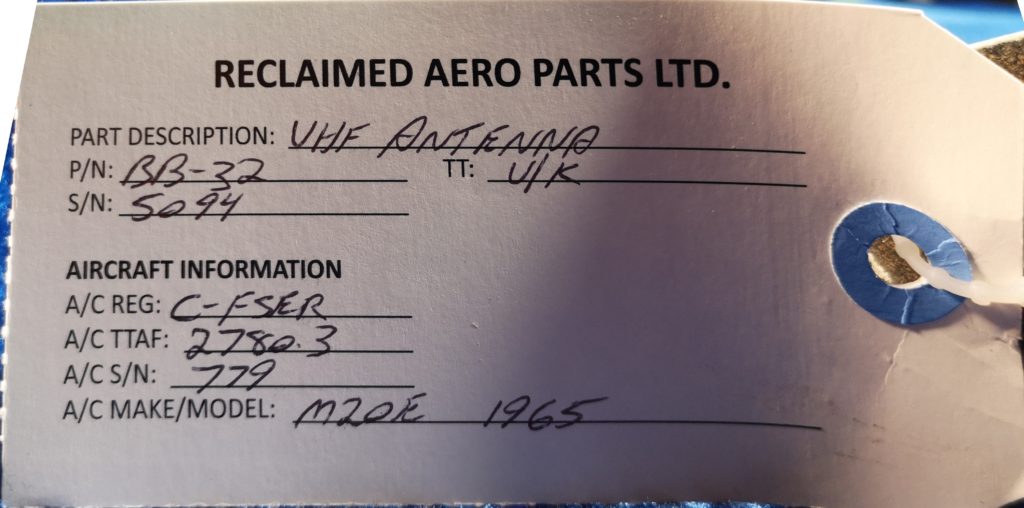 RECLAIMED AERO PARTS LTD.
PART DESCRIPTION: VHF ANTENNA
P/N: BB-32 TT: U/K
S/N: 5094
AIRCRAFT INFORMATION
A/C REG: C-FSER
A/C TTAF: 2780.3
A/C S/N: 779
A/C MAKE/MODEL: M20E 1965